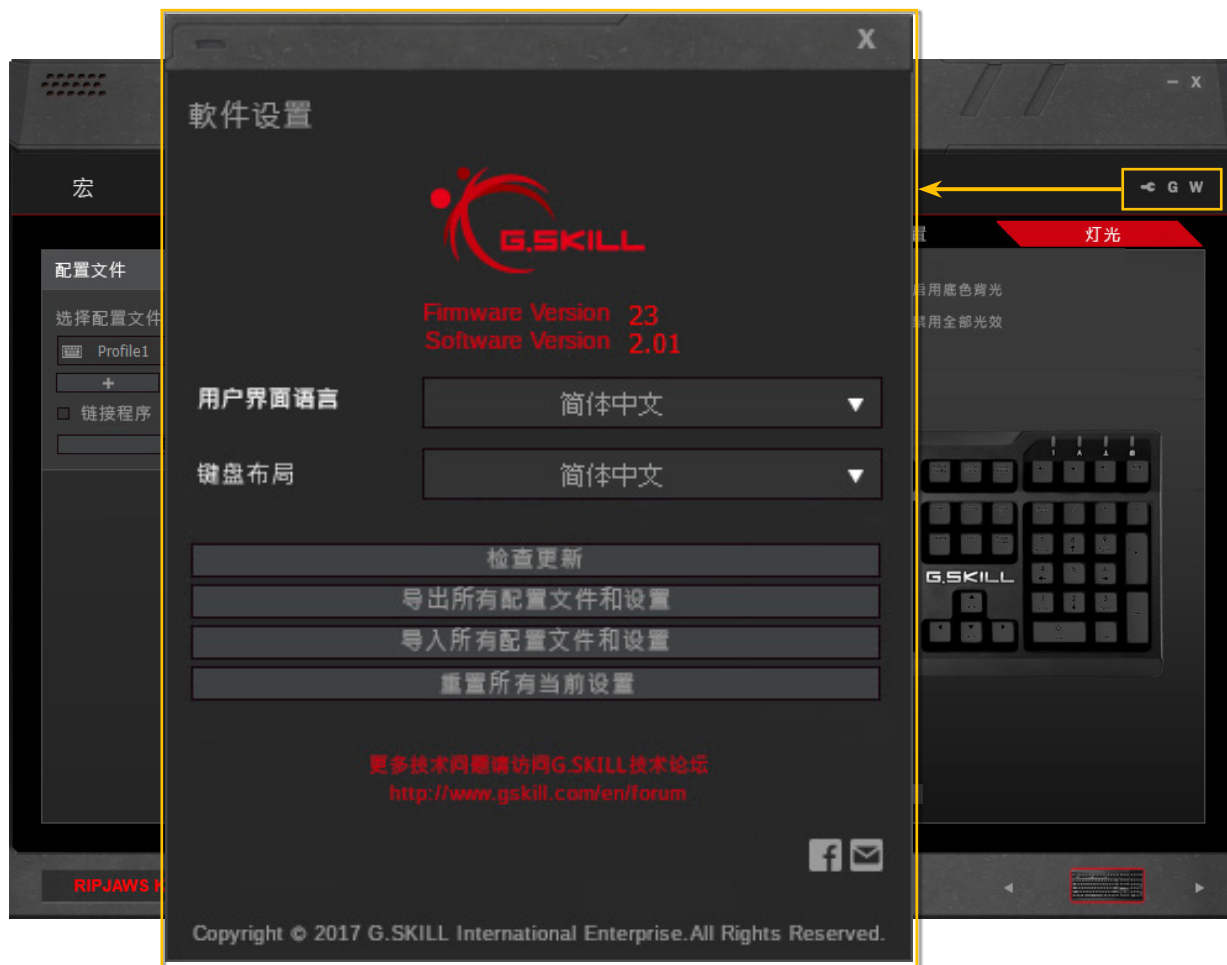 X
軟件设置
- X
宏
G W
G.SKILL
灯光
配置文件
Firmware Version 23
Software Version 2.01
启用底色背光
选择配置文件
禁用全部光效
Profile1
+
用户界面语言
简体中文
链接程序
键盘布局
简体中文
检查更新
G.SKILL
导出所有配置文件和设置
导入所有配置文件和设置
重置所有当前设置
更多技术问题请访问G.SKILL技术论坛
http://www.gskill.com/en/forum
RIPJAWS K
Copyright © 2017 G.SKILL International Enterprise.All Rights Reserved.